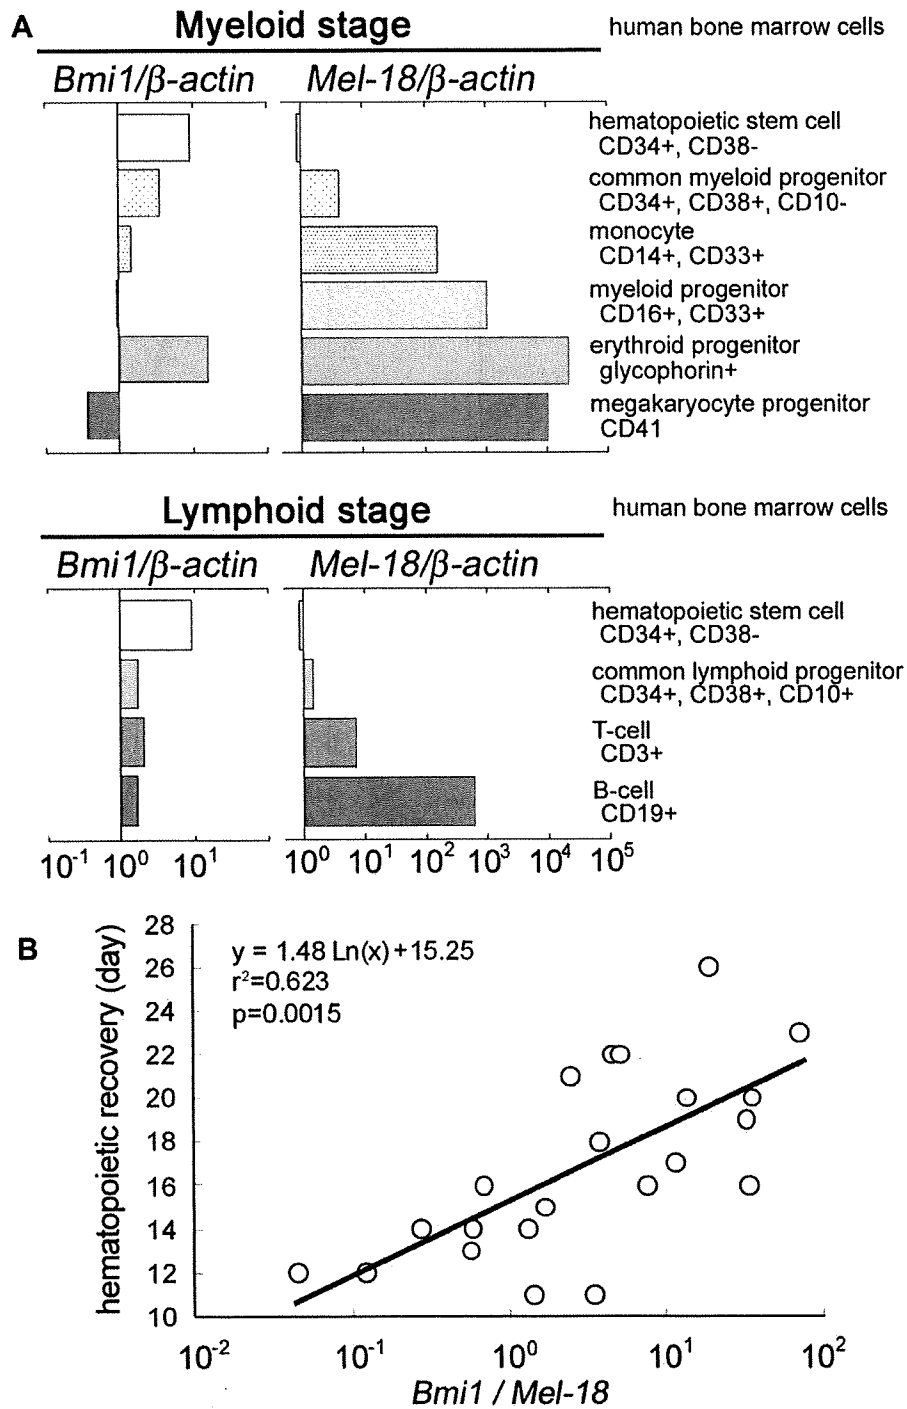 A
Myeloid stage
human bone marrow cells
Bmi1/β-actin
Mel-18/β-actin
hematopoietic stem cell
CD34+, CD38-
common myeloid progenitor
CD34+, CD38+, CD10-
monocyte
CD14+, CD33+
myeloid progenitor
CD16+, CD33+
erythroid progenitor
glycophorin+
megakaryocyte progenitor
CD41
Lymphoid stage
human bone marrow cells
Bmi1/β-actin
Mel-18/β-actin
hematopoietic stem cell
CD34+, CD38-
common lymphoid progenitor
CD34+, CD38+, CD10+
T-cell
CD3+
B-cell
CD19+
10⁻¹ 10⁰ 10¹
10⁰ 10¹ 10² 10³ 10⁴ 10⁵
B
hematopoietic recovery (day)
28
26
24
22
20
18
16
14
12
10
y = 1.48 Ln(x)+15.25
r²=0.623
p=0.0015
10⁻² 10⁻¹ 10⁰ 10¹ 10²
Bmi1 / Mel-18